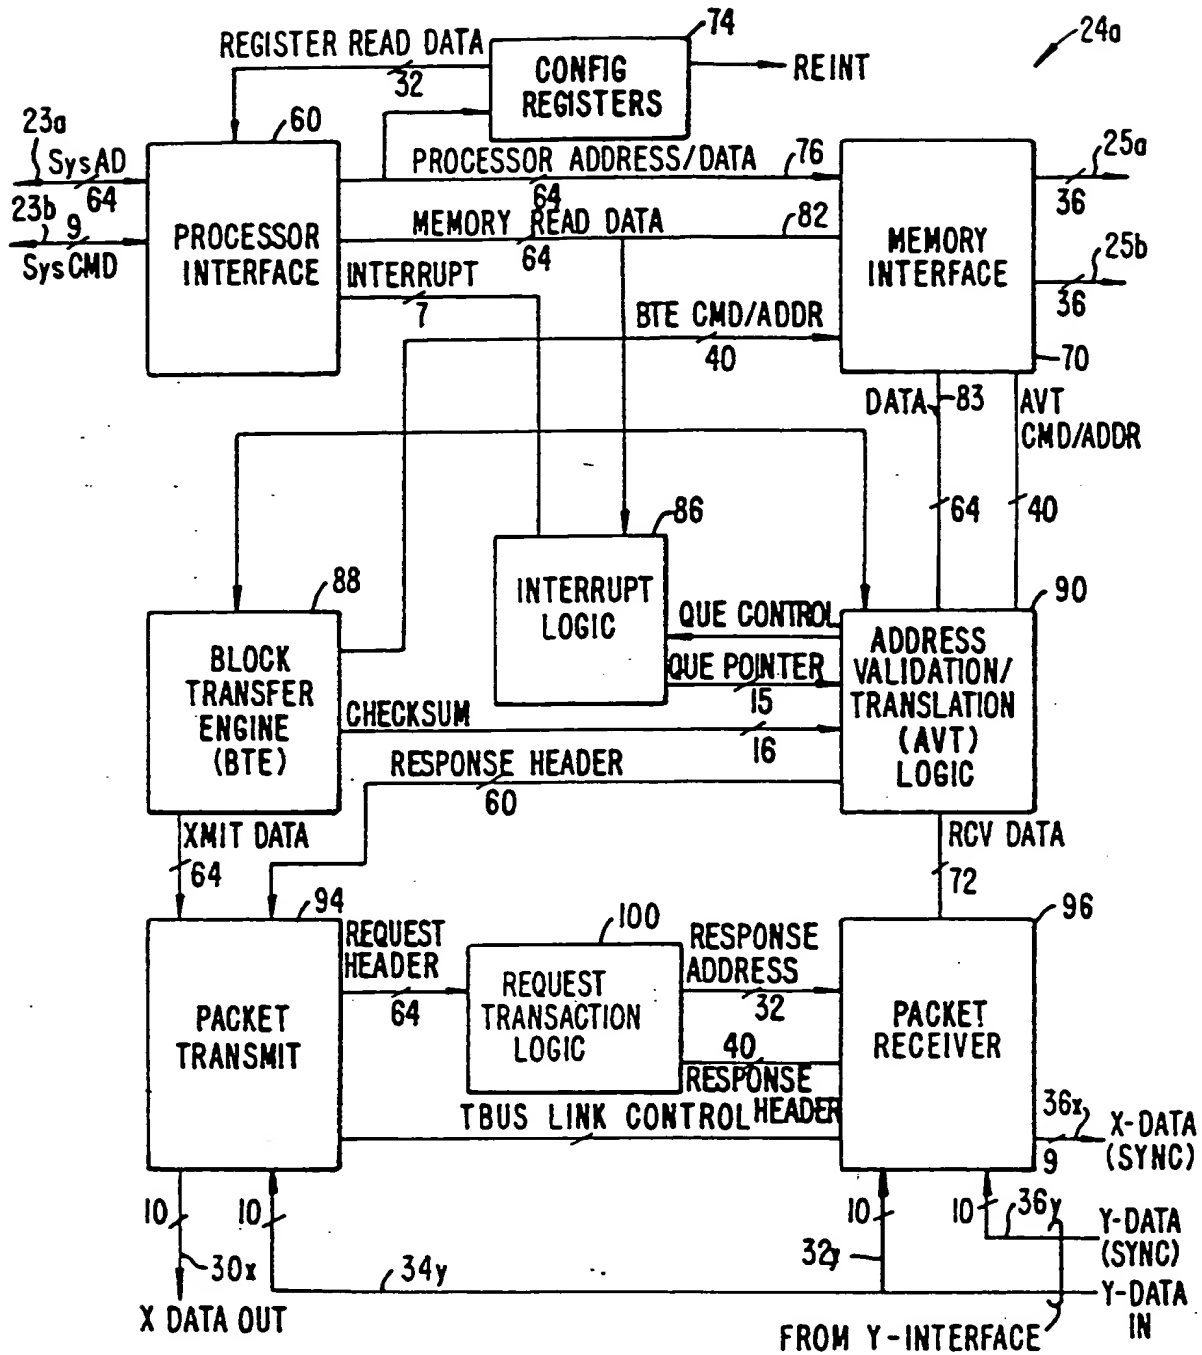 74
24a
REGISTER READ DATA
32
CONFIG
REGISTERS
REINT
23a
60
SysAD
64
PROCESSOR ADDRESS/DATA
76
64
25a
36
23b
9
SysCMD
PROCESSOR
INTERFACE
MEMORY READ DATA
82
64
MEMORY
INTERFACE
25b
36
INTERRUPT
7
BTE CMD/ADDR
40
70
DATA
83
AVT
CMD/ADDR
64
40
86
88
90
INTERRUPT
LOGIC
QUE CONTROL
QUE POINTER
15
BLOCK
TRANSFER
ENGINE
(BTE)
ADDRESS
VALIDATION/
TRANSLATION
(AVT)
LOGIC
CHECKSUM
16
RESPONSE HEADER
60
XMIT DATA
64
RCV DATA
72
94
96
100
REQUEST
HEADER
64
RESPONSE
ADDRESS
32
PACKET
TRANSMIT
REQUEST
TRANSACTION
LOGIC
PACKET
RECEIVER
40
RESPONSE
HEADER
TBUS LINK CONTROL
36x
9
X-DATA
(SYNC)
10
10
10
10
36y
Y-DATA
(SYNC)
30x
34y
32y
Y-DATA
IN
X DATA OUT
FROM Y-INTERFACE